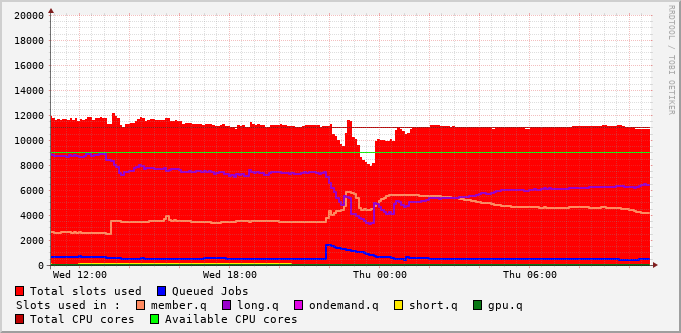 20000
18000
16000
14000
12000
10000
8000
6000
4000
2000
0
Wed 12:00 Wed 18:00 Thu 00:00 Thu 06:00
Total slots used Queued Jobs
Slots used in : member.q long.q ondemand.q short.q gpu.q
Total CPU cores Available CPU cores
RRDTOOL / TOBI OETIKER